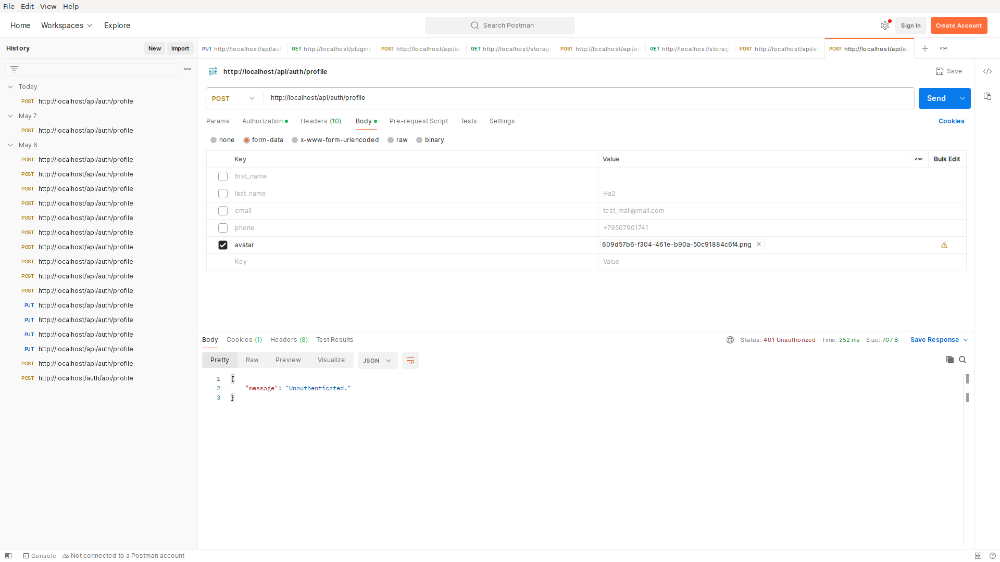 File Edit View Help
Home Workspaces Explore Search Postman Sign In Create Account
History New Import
PUT http://localhost/api/aut GET http://localhost/plugins POST http://localhost/api/au GET http://localhost/storag POST http://localhost/api/au GET http://localhost/storag POST http://localhost/api/au POST http://localhost/api/au
Today
POST http://localhost/api/auth/profile
May 7
POST http://localhost/api/auth/profile
May 6
POST http://localhost/api/auth/profile
POST http://localhost/api/auth/profile
POST http://localhost/api/auth/profile
POST http://localhost/api/auth/profile
POST http://localhost/api/auth/profile
POST http://localhost/api/auth/profile
POST http://localhost/api/auth/profile
POST http://localhost/api/auth/profile
POST http://localhost/api/auth/profile
POST http://localhost/api/auth/profile
PUT http://localhost/api/auth/profile
PUT http://localhost/api/auth/profile
PUT http://localhost/api/auth/profile
PUT http://localhost/api/auth/profile
POST http://localhost/api/auth/profile
POST http://localhost/auth/api/profile
HTTP http://localhost/api/auth/profile Save
POST http://localhost/api/auth/profile Send
Params Authorization Headers (10) Body Pre-request Script Tests Settings Cookies
none form-data x-www-form-urlencoded raw binary
Key Value Bulk Edit
first_name
last_name Ha2
email test_mail@mail.com
phone +79507901741
avatar 609d57b6-f304-461e-b90a-50c91884c6f4.png
Key Value
Body Cookies (1) Headers (8) Test Results Status: 401 Unauthorized Time: 252 ms Size: 707 B Save Response
Pretty Raw Preview Visualize JSON
1 {
2 "message": "Unauthenticated."
3 }
Console Not connected to a Postman account